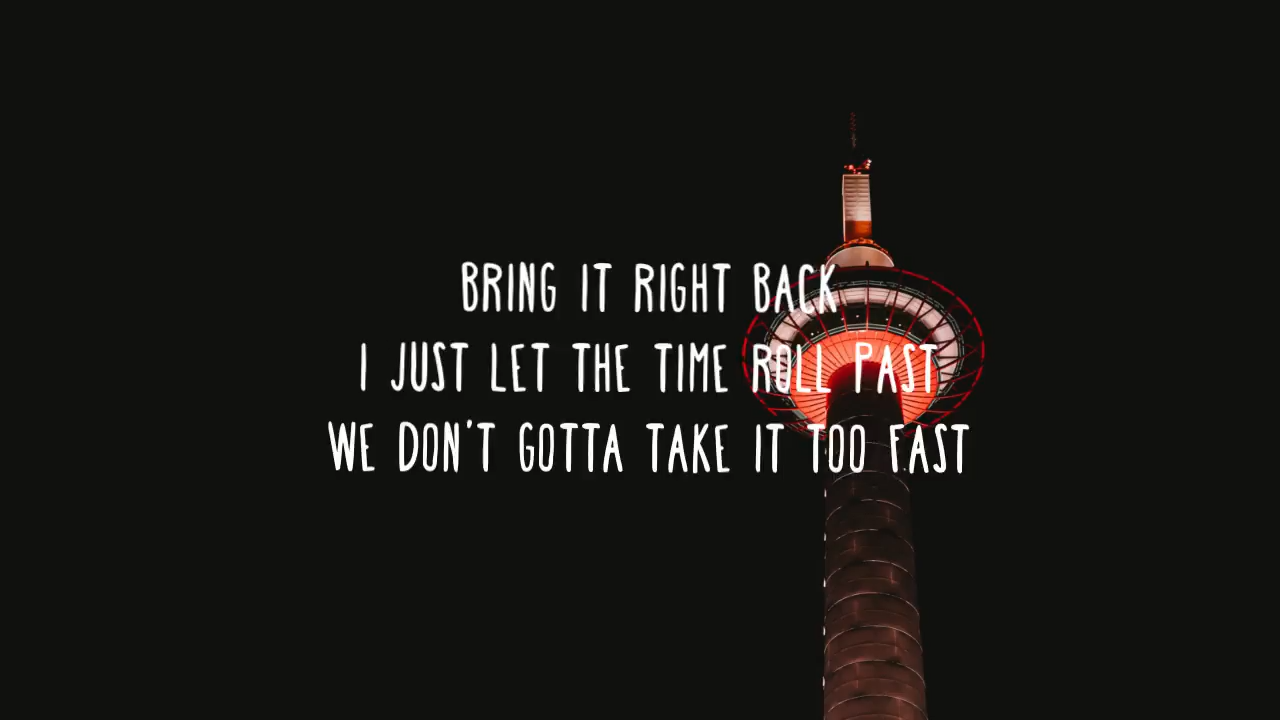 BRING IT RIGHT BACK
I JUST LET THE TIME ROLL PAST
WE DON'T GOTTA TAKE IT TOO FAST